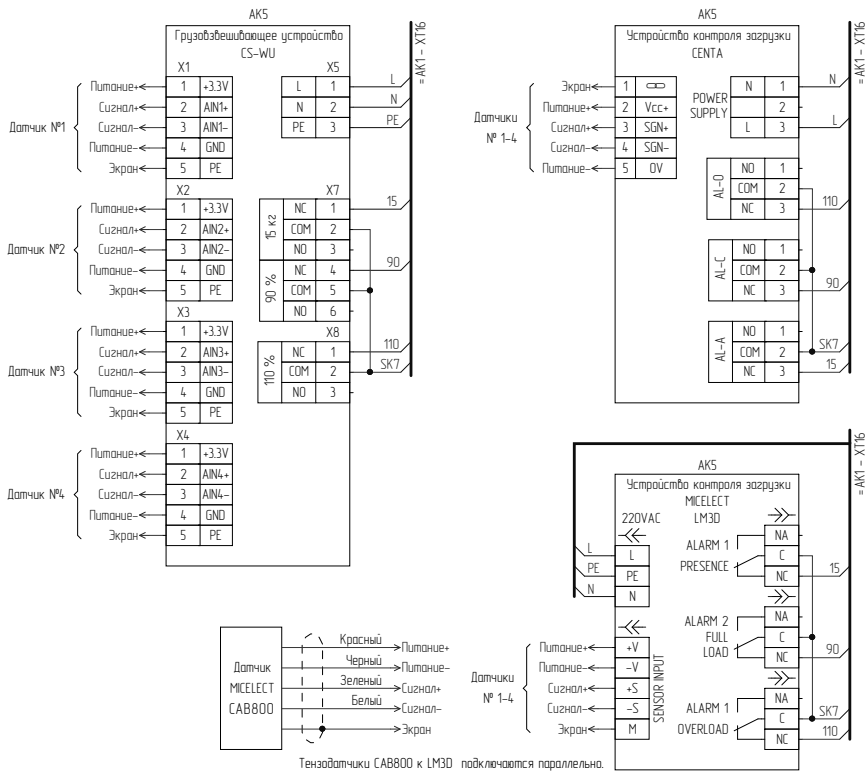 AK5
Грузовзвешивающее устройство
CS-WU
= AK1 - XT16
X1
Датчик №1
Питание+ 1 +3.3V
Сигнал+ 2 AIN1+
Сигнал- 3 AIN1-
Питание- 4 GND
Экран 5 PE
X2
Датчик №2
Питание+ 1 +3.3V
Сигнал+ 2 AIN2+
Сигнал- 3 AIN2-
Питание- 4 GND
Экран 5 PE
X3
Датчик №3
Питание+ 1 +3.3V
Сигнал+ 2 AIN3+
Сигнал- 3 AIN3-
Питание- 4 GND
Экран 5 PE
X4
Датчик №4
Питание+ 1 +3.3V
Сигнал+ 2 AIN4+
Сигнал- 3 AIN4-
Питание- 4 GND
Экран 5 PE
X5
L 1 L
N 2 N
PE 3 PE
X7
15 кг
NC 1 15
COM 2
NO 3
90 %
NC 4 90
COM 5
NO 6
X8
110 %
NC 1 110
COM 2 SK7
NO 3
AK5
Устройство контроля загрузки
CENTA
= AK1 - XT16
Датчики
№ 1-4
Экран 1
Питание+ 2 Vcc+
Сигнал+ 3 SGN+
Сигнал- 4 SGN-
Питание- 5 0V
POWER
SUPPLY
N 1 N
2
L 3 L
AL-O
NO 1
COM 2
NC 3 110
AL-C
NO 1
COM 2
NC 3 90
AL-A
NO 1
COM 2 SK7
NC 3 15
AK5
Устройство контроля загрузки
MICELECT
LM3D
= AK1 - XT16
220VAC
L L
PE PE
N N
Датчики
№ 1-4
SENSOR INPUT
Питание+ +V
Питание- -V
Сигнал+ +S
Сигнал- -S
Экран M
ALARM 1
PRESENCE
NA
C
NC 15
ALARM 2
FULL
LOAD
NA
C
NC 90
ALARM 1
OVERLOAD
NA
C SK7
NC 110
Датчик
MICELECT
CAB800
Красный Питание+
Черный Питание-
Зеленый Сигнал+
Белый Сигнал-
Экран
Тензодатчики CAB800 к LM3D подключаются параллельно.